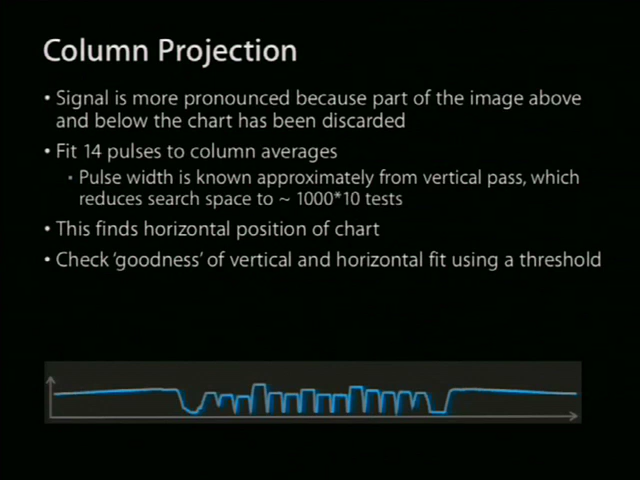 Column Projection
• Signal is more pronounced because part of the image above
and below the chart has been discarded
• Fit 14 pulses to column averages
▪ Pulse width is known approximately from vertical pass, which
reduces search space to ~ 1000*10 tests
• This finds horizontal position of chart
• Check ‘goodness’ of vertical and horizontal fit using a threshold